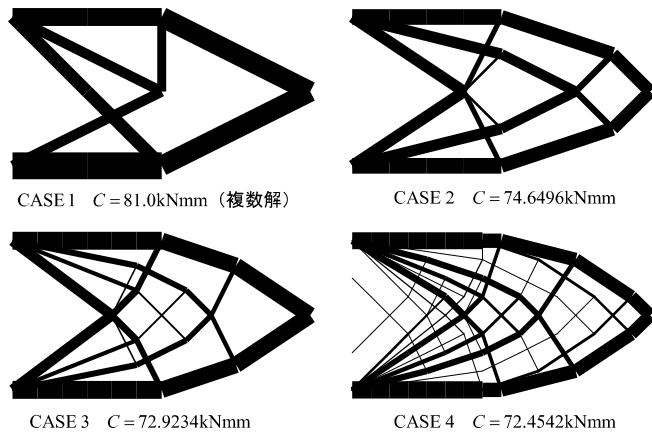 CASE 1 C = 81.0kNmm（複数解）
CASE 2 C = 74.6496kNmm
CASE 3 C = 72.9234kNmm
CASE 4 C = 72.4542kNmm